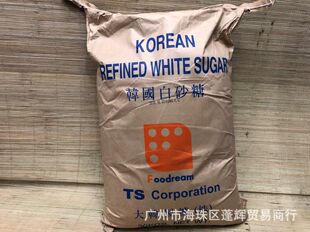 KOREAN
REFINED WHITE SUGAR
韓國白砂糖
Foodream
TS Corporation
大广州市海珠区蓬辉贸易商行